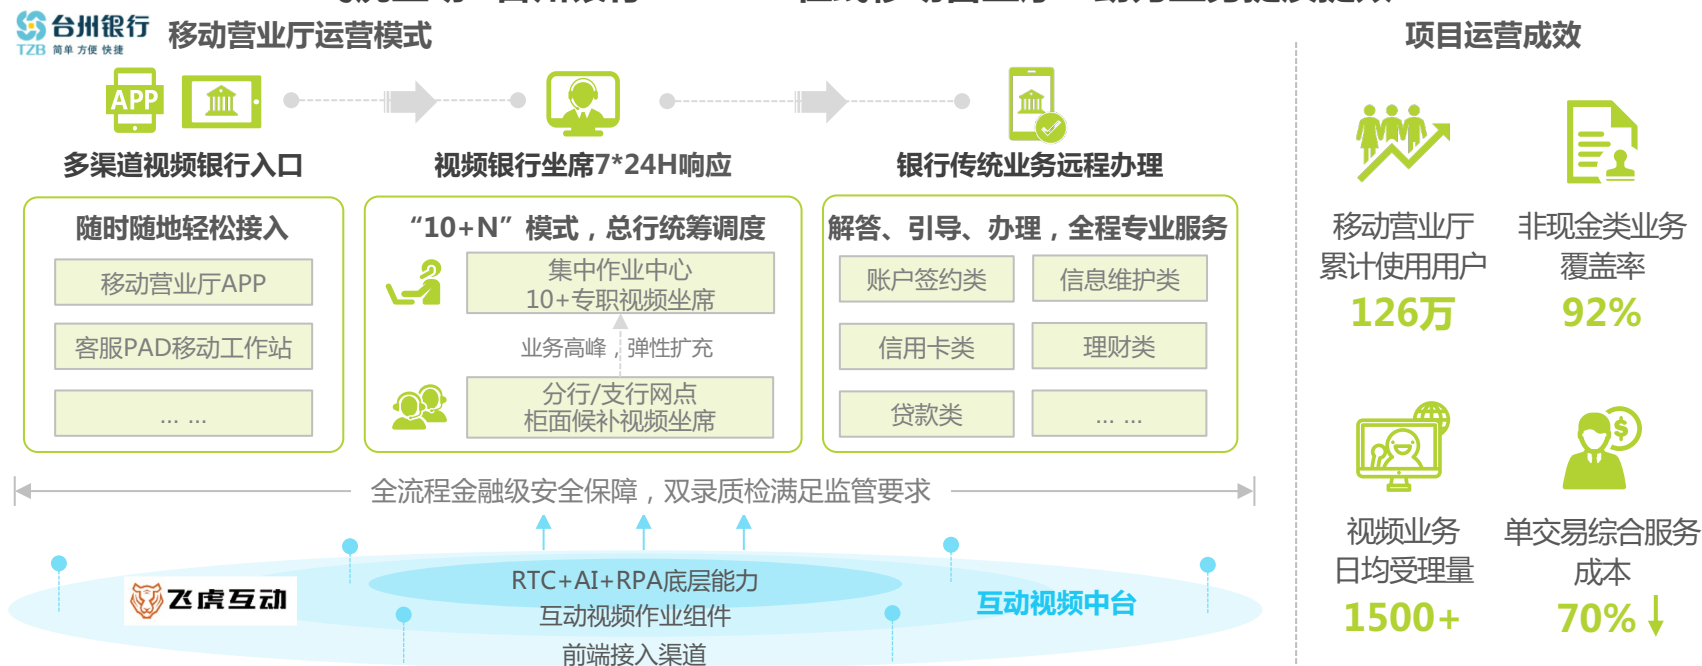 台州银行
TZB 简单 方便 快捷
移动营业厅运营模式
APP
多渠道视频银行入口
视频银行坐席7*24H响应
银行传统业务远程办理
随时随地轻松接入
移动营业厅APP
客服PAD移动工作站
... ...
“10+N”模式，总行统筹调度
集中作业中心
10+专职视频坐席
业务高峰，弹性扩充
分行/支行网点
柜面候补视频坐席
解答、引导、办理，全程专业服务
账户签约类
信息维护类
信用卡类
理财类
贷款类
... ...
全流程金融级安全保障，双录质检满足监管要求
飞虎互动
RTC+AI+RPA底层能力
互动视频作业组件
前端接入渠道
互动视频中台
项目运营成效
移动营业厅
累计使用用户
126万
非现金类业务
覆盖率
92%
视频业务
日均受理量
1500+
$
单交易综合服务
成本
70%↓